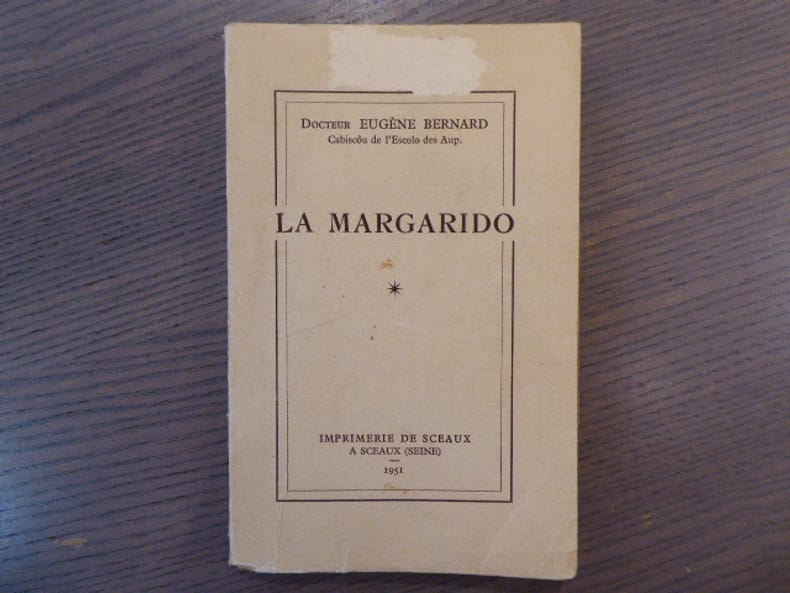 DOCTEUR EUGÈNE BERNARD
Cabiscòu de l'Escolo des Aup.
LA MARGARIDO
IMPRIMERIE DE SCEAUX
A SCEAUX (SEINE)
1951